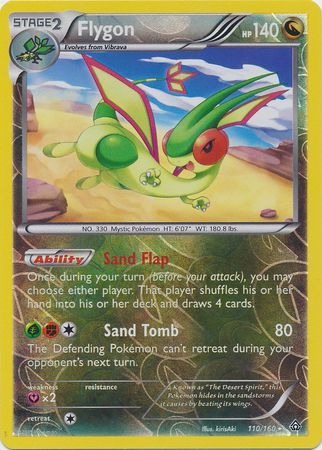 STAGE2
Flygon
HP140
Evolves from Vibrava
NO. 330 Mystic Pokémon HT: 6'07" WT: 180.8 lbs.
Ability Sand Flap
Once during your turn (before your attack), you may
choose either player. That player shuffles his or her
hand into his or her deck and draws 4 cards.
Sand Tomb 80
The Defending Pokémon can't retreat during your
opponent's next turn.
weakness resistance
×2
retreat
Known as "The Desert Spirit," this
Pokémon hides in the sandstorms
it causes by beating its wings.
Illus. kirisAki 110/160